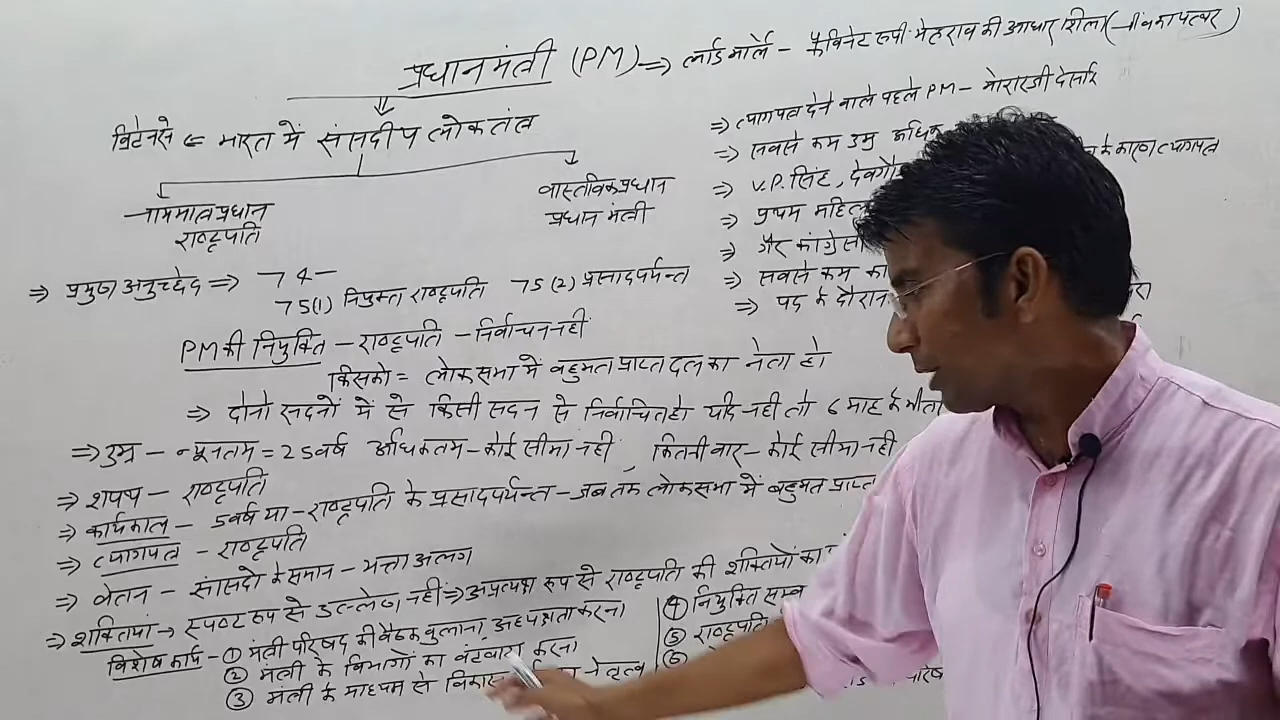 प्रधानमंत्री (PM) ⇒ लार्ड मार्ले - कैबिनेट रूपी मेहराब की आधार शिला (नींव का पत्थर)
ब्रिटेन से ⇐ भारत में संसदीय लोकतंत्र
नाममात्र प्रधान
राष्ट्रपति
वास्तविक प्रधान
प्रधान मंत्री
⇒ प्रमुख अनुच्छेद ⇒ 74 -
75(1) नियुक्त राष्ट्रपति 75(2) प्रसादपर्यन्त
PM की नियुक्ति - राष्ट्रपति - निर्वाचन नहीं
किसको = लोकसभा में बहुमत प्राप्त दल का नेता हो
⇒ दोनों सदनों में से किसी सदन से निर्वाचित हो यदि नहीं तो 6 माह के भीत
⇒ उम्र - न्यूनतम = 25 वर्ष अधिकतम - कोई सीमा नहीं, कितनी बार - कोई सीमा नहीं
⇒ शपथ - राष्ट्रपति
⇒ कार्यकाल - 5 वर्ष या - राष्ट्रपति के प्रसादपर्यन्त - जब तक लोकसभा में बहुमत प्राप्त
⇒ त्यागपत्र - राष्ट्रपति
⇒ वेतन - सांसदों के समान - भत्ता अलग
⇒ शक्तियां → स्पष्ट रूप से उल्लेख नहीं ⇒ अप्रत्यक्ष रूप से राष्ट्रपति की शक्तियों का
विशेष कार्य - ① मंत्री परिषद की बैठक बुलाना, अध्यक्षता करना
② मंत्री के विभागों का बंटवारा करना
③ मंत्री के माध्यम से नेतृत्व
④ नियुक्ति सम्ब
⑤ राष्ट्रपति
⑥
⇒ त्यागपत्र देने वाले पहले PM - मोरारजी देसाई
⇒ सबसे कम उम्र अधिक
⇒ V.P. सिंह, देवगौ के कारण त्यागपत्र
⇒ प्रथम महिल
⇒ गैर कांग्रेसी
⇒ सबसे कम का
⇒ पद के दौरान